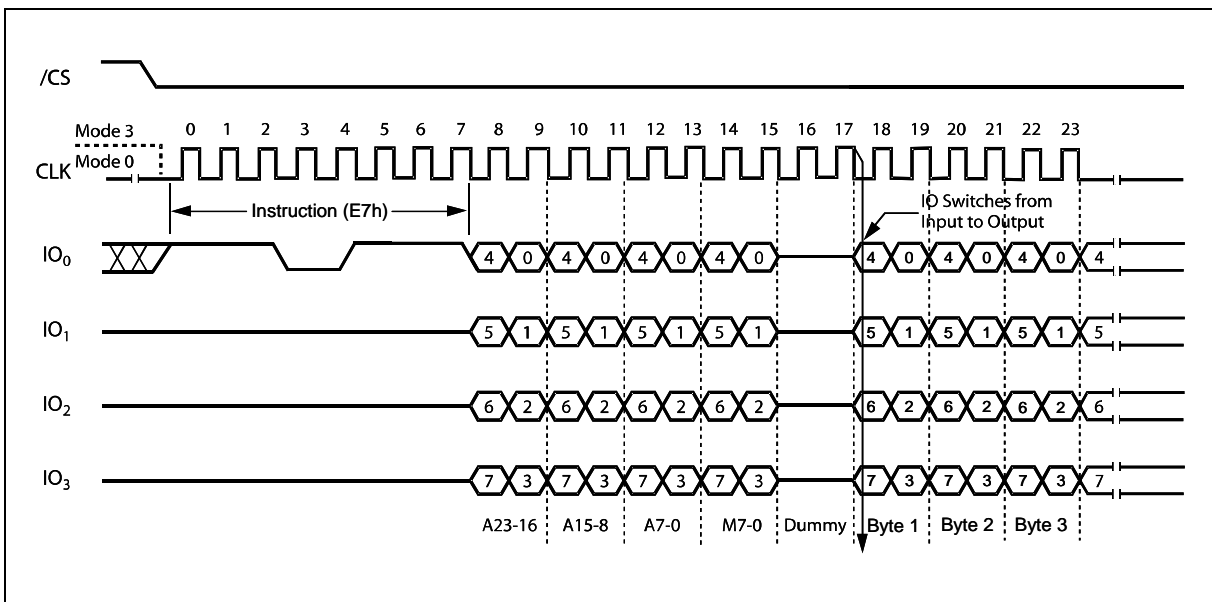 /CS
Mode 3
0 1 2 3 4 5 6 7 8 9 10 11 12 13 14 15 16 17 18 19 20 21 22 23
Mode 0
CLK
IO Switches from
Input to Output
Instruction (E7h)
IO0 4 0 4 0 4 0 4 0 4 0 4 0 4 0 4
IO1 5 1 5 1 5 1 5 1 5 1 5 1 5 1 5
IO2 6 2 6 2 6 2 6 2 6 2 6 2 6 2 6
IO3 7 3 7 3 7 3 7 3 7 3 7 3 7 3 7
A23-16 A15-8 A7-0 M7-0 Dummy Byte 1 Byte 2 Byte 3